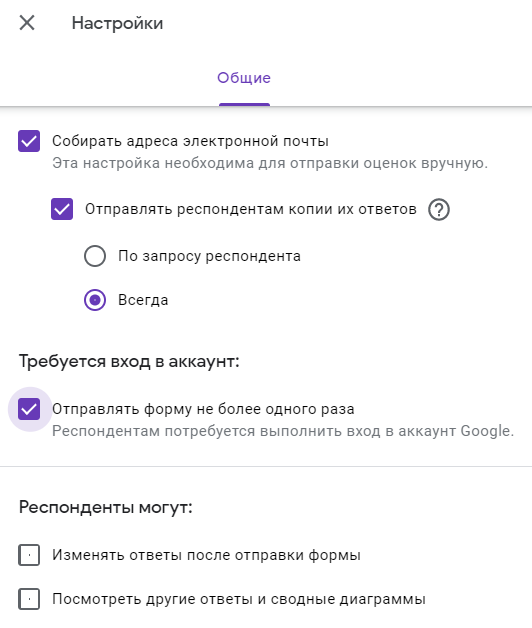 Настройки
Общие
Собирать адреса электронной почты
Эта настройка необходима для отправки оценок вручную.
Отправлять респондентам копии их ответов
По запросу респондента
Всегда
Требуется вход в аккаунт:
Отправлять форму не более одного раза
Респондентам потребуется выполнить вход в аккаунт Google.
Респонденты могут:
Изменять ответы после отправки формы
Посмотреть другие ответы и сводные диаграммы